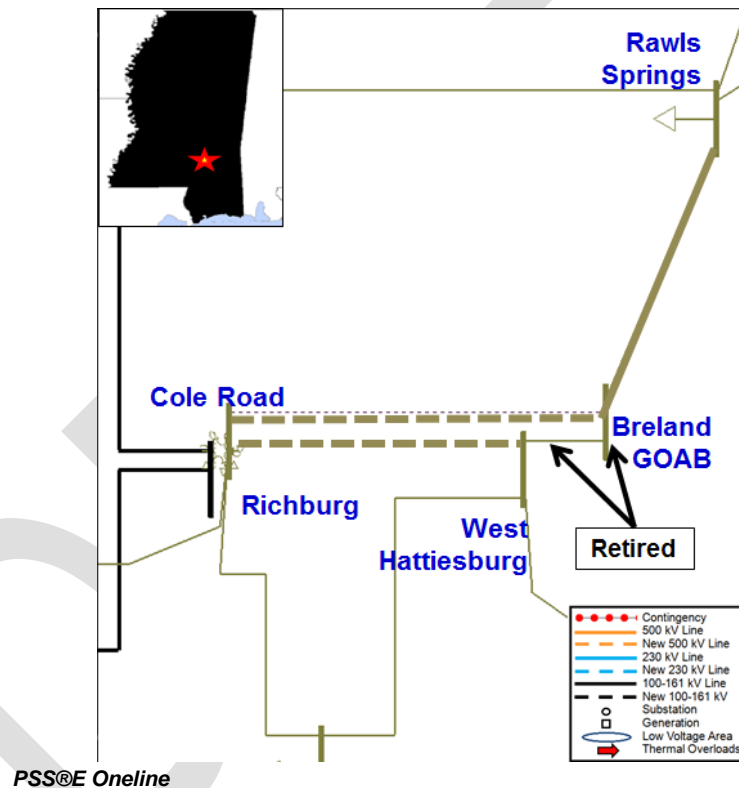 Rawls
Springs
Cole Road
Breland
GOAB
Richburg
West
Hattiesburg
Retired
Contingency
500 kV Line
New 500 kV Line
230 kV Line
New 230 kV Line
100-161 kV Line
New 100-161 kV
Substation
Generation
Low Voltage Area
Thermal Overloads
PSS®E Oneline